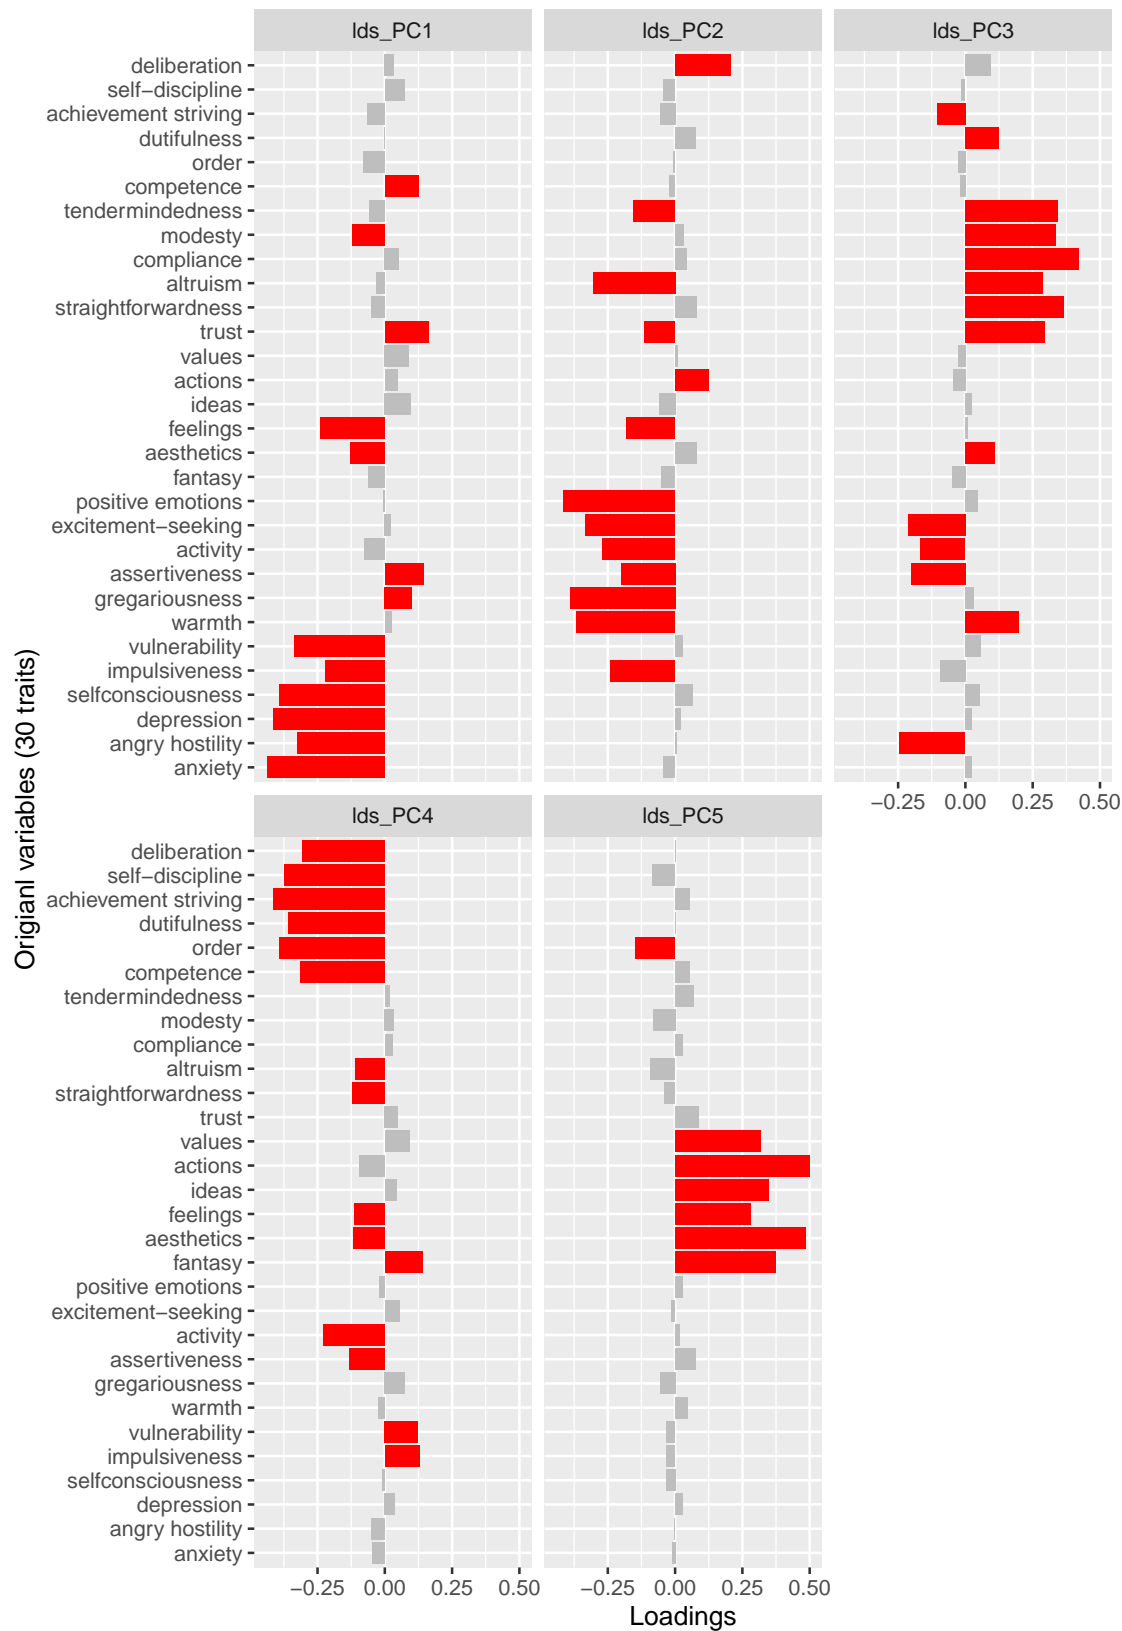 lds_PC1
lds_PC2
lds_PC3
deliberation
self−discipline
achievement striving
dutifulness
order
competence
tendermindedness
modesty
compliance
altruism
straightforwardness
trust
values
actions
ideas
feelings
aesthetics
fantasy
positive emotions
excitement−seeking
activity
assertiveness
gregariousness
warmth
vulnerability
impulsiveness
selfconsciousness
depression
angry hostility
anxiety
−0.25 0.00 0.25 0.50
lds_PC4
lds_PC5
deliberation
self−discipline
achievement striving
dutifulness
order
competence
tendermindedness
modesty
compliance
altruism
straightforwardness
trust
values
actions
ideas
feelings
aesthetics
fantasy
positive emotions
excitement−seeking
activity
assertiveness
gregariousness
warmth
vulnerability
impulsiveness
selfconsciousness
depression
angry hostility
anxiety
−0.25 0.00 0.25 0.50
−0.25 0.00 0.25 0.50
Loadings
Origianl variables (30 traits)